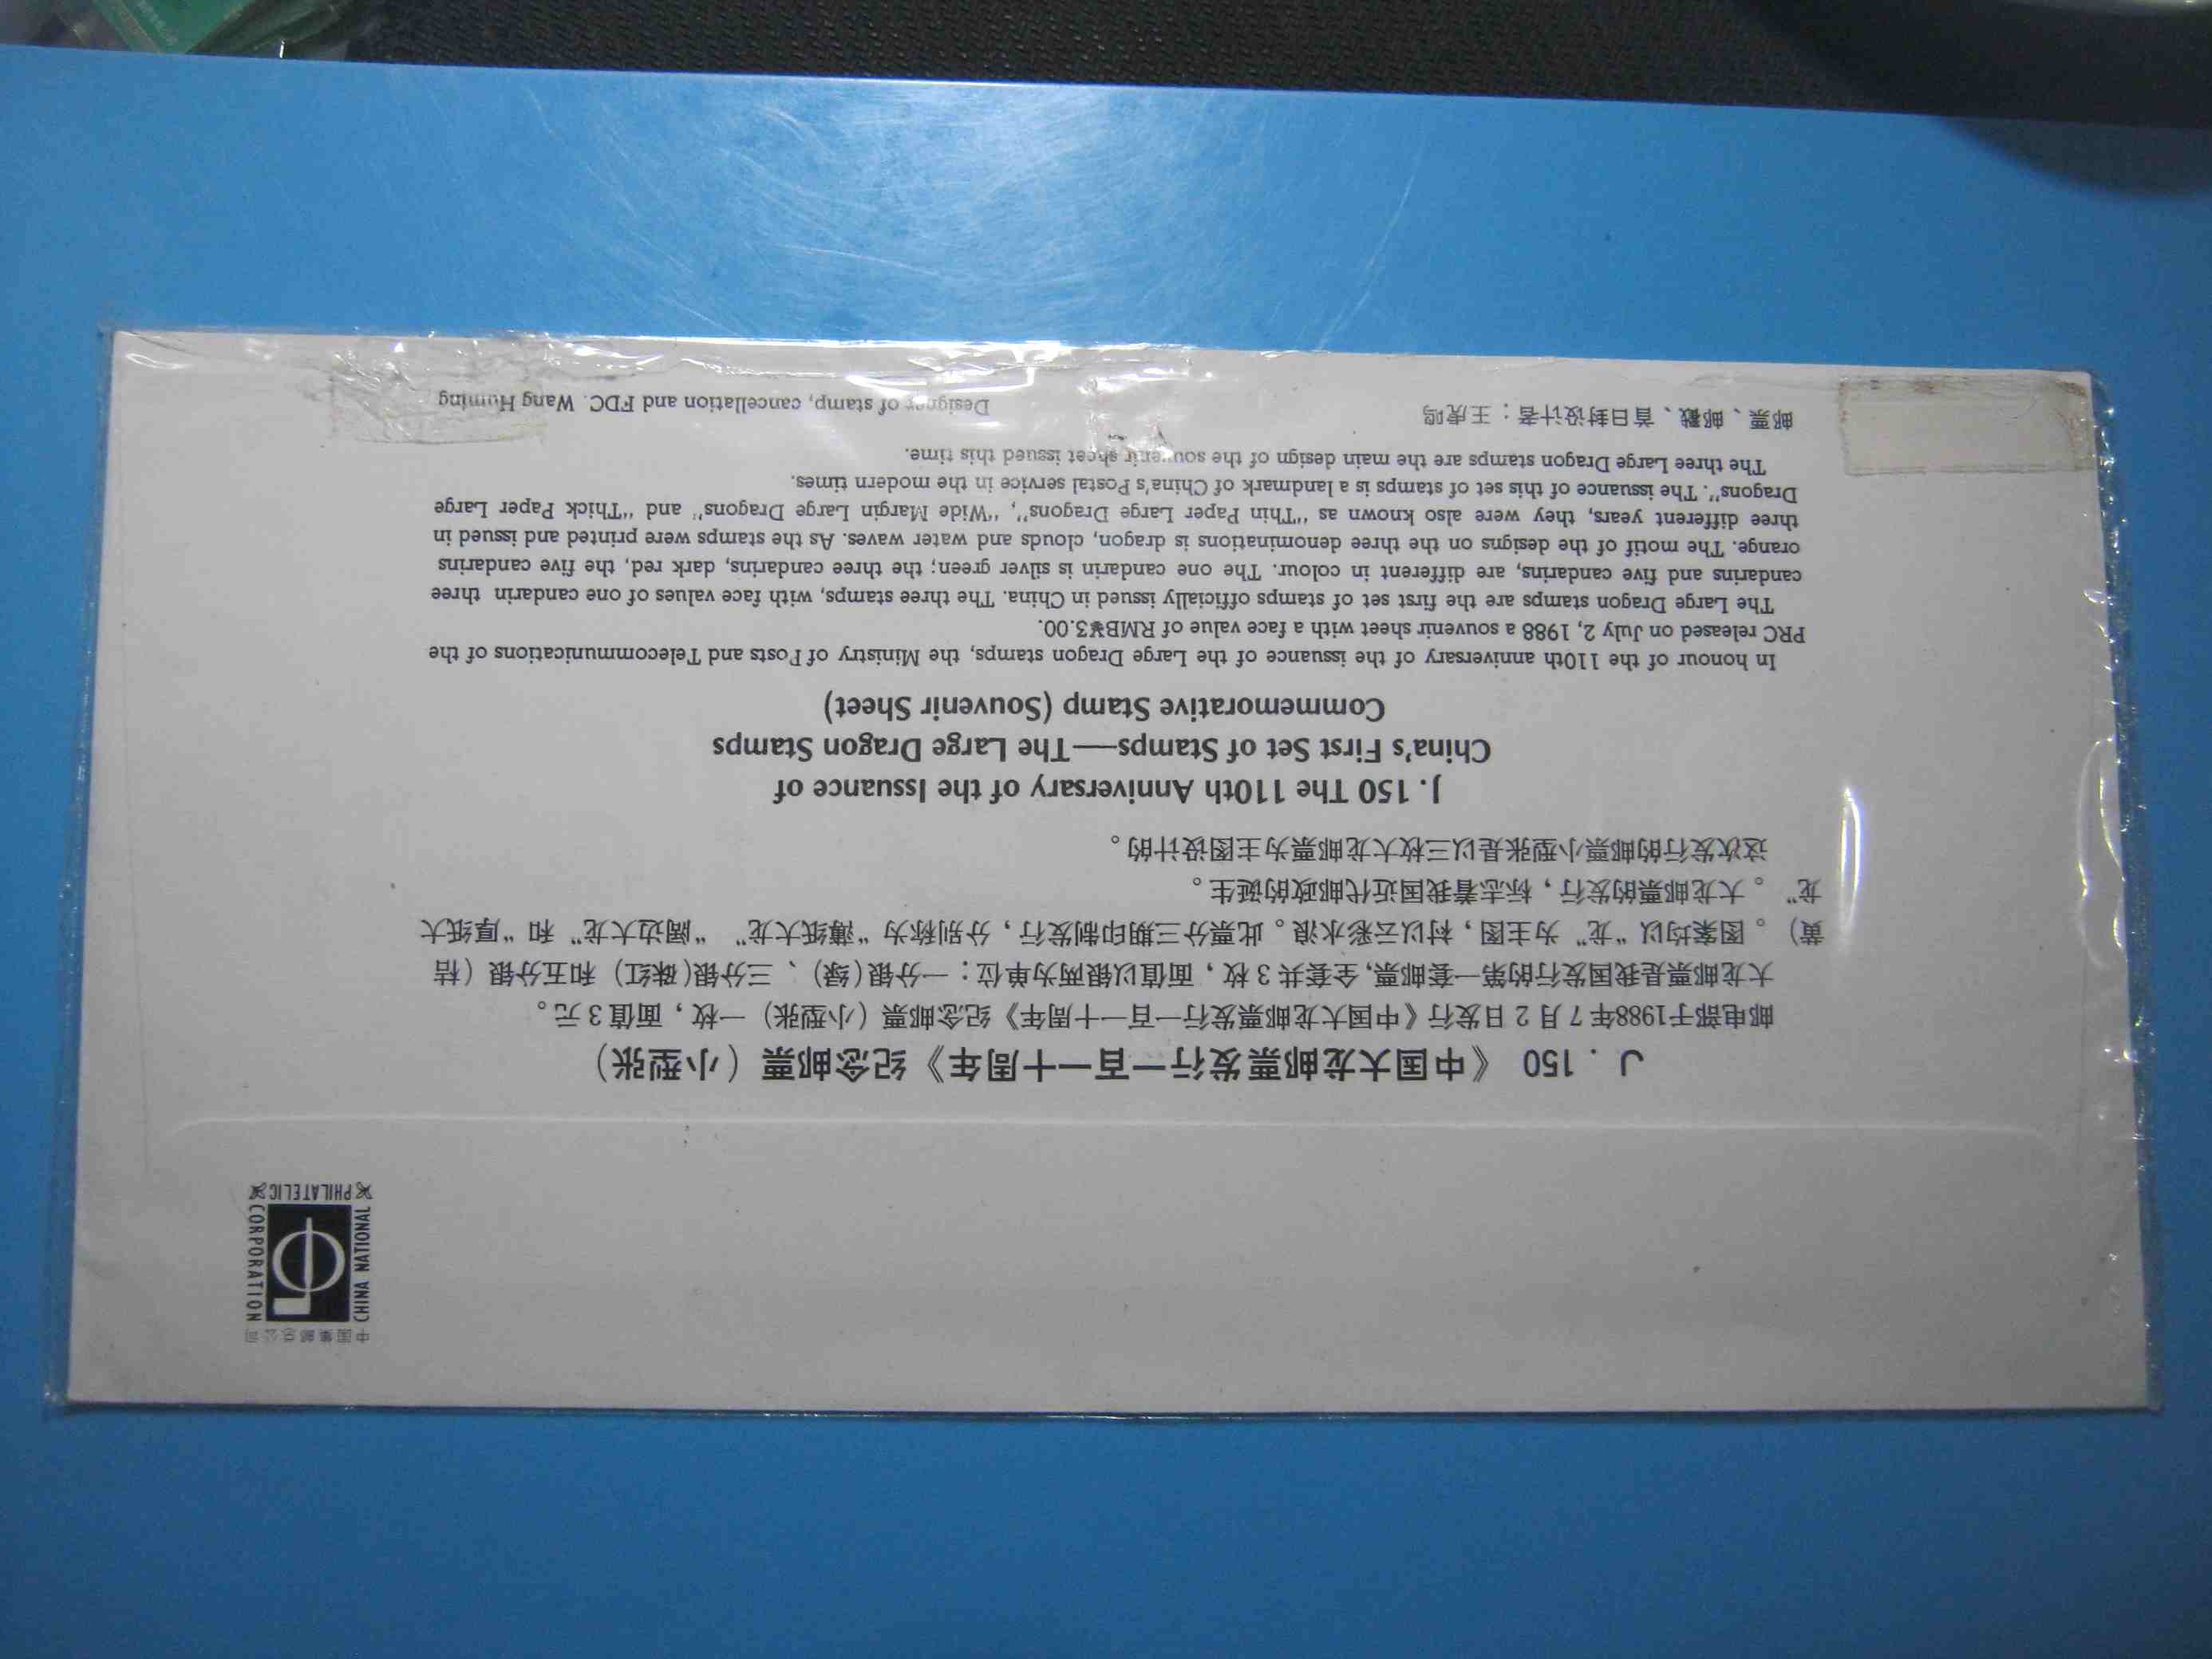 中国集邮总公司
CHINA NATIONAL
PHILATELIC
CORPORATION
J．150 《中国大龙邮票发行一百一十周年》纪念邮票（小型张）
邮电部于1988年7月2日发行《中国大龙邮票发行一百一十周年》纪念邮票（小型张）一枚，面值3元。
大龙邮票是我国发行的第一套邮票,全套共3枚，面值以银两为单位：一分银(绿)、三分银(硃红)和五分银（桔
黄）。图案均以“龙”为主图，衬以云彩水浪。此票分三期印制发行，分别称为“薄纸大龙”“阔边大龙”和“厚纸大
龙”。大龙邮票的发行，标志着我国近代邮政的诞生。
这次发行的邮票小型张是以三枚大龙邮票为主图设计的。
J. 150 The 110th Anniversary of the Issuance of
China's First Set of Stamps—The Large Dragon Stamps
Commemorative Stamp (Souvenir Sheet)
In honour of the 110th anniversary of the issuance of the Large Dragon stamps, the Ministry of Posts and Telecommunications of the
PRC released on July 2, 1988 a souvenir sheet with a face value of RMB¥3.00.
The Large Dragon stamps are the first set of stamps officially issued in China. The three stamps, with face values of one candarin three
candarins and five candarins, are different in colour. The one candarin is silver green; the three candarins, dark red, the five candarins
orange. The motif of the designs on the three denominations is dragon, clouds and water waves. As the stamps were printed and issued in
three different years, they were also known as "Thin Paper Large Dragons", "Wide Margin Large Dragons" and "Thick Paper Large
Dragons". The issuance of this set of stamps is a landmark of China's Postal service in the modern times.
The three Large Dragon stamps are the main design of the souvenir sheet issued this time.
邮票、邮戳、首日封设计者：王虎鸣
Designer of stamp, cancellation and FDC. Wang Huming